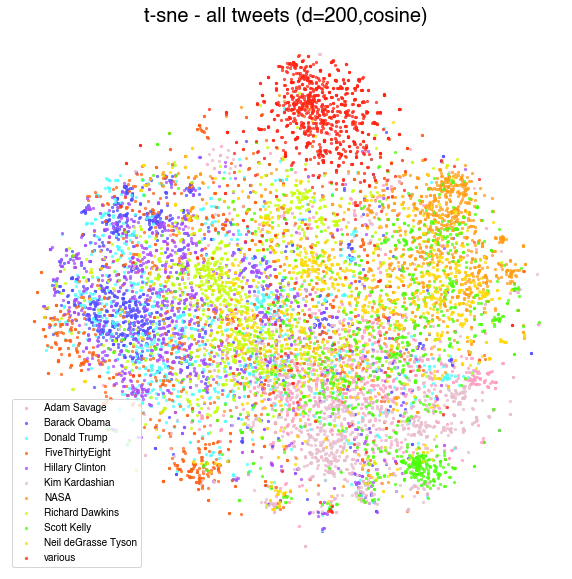 t-sne - all tweets (d=200,cosine)
Adam Savage
Barack Obama
Donald Trump
FiveThirtyEight
Hillary Clinton
Kim Kardashian
NASA
Richard Dawkins
Scott Kelly
Neil deGrasse Tyson
various